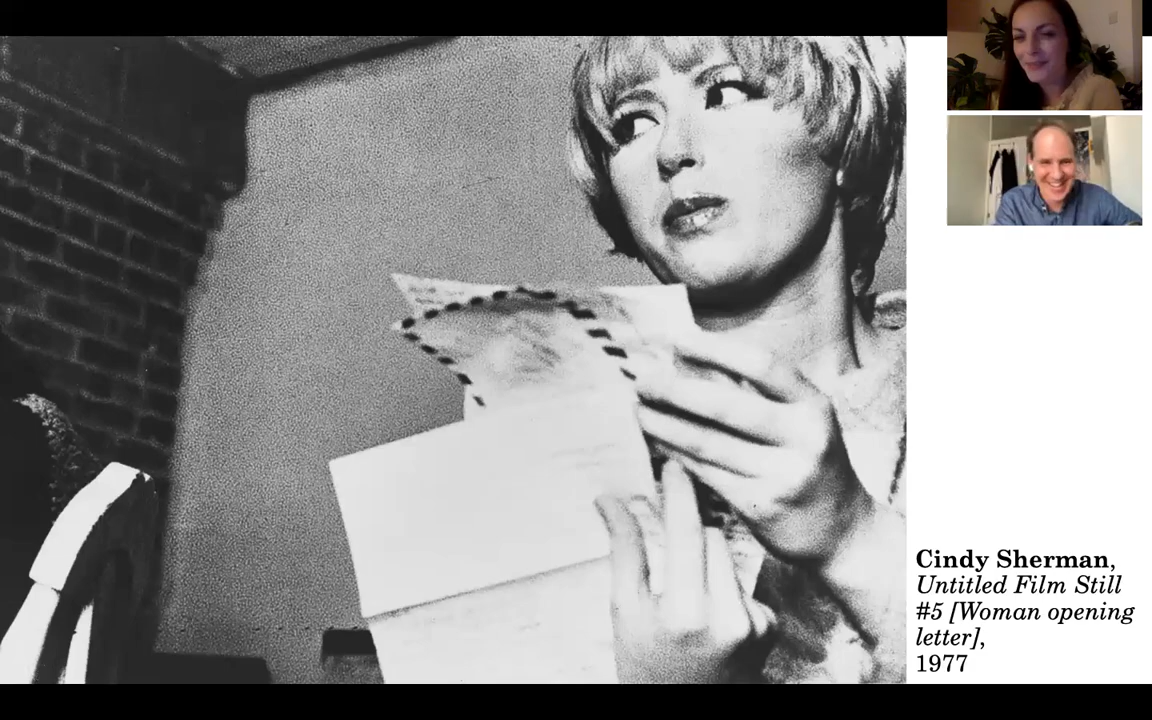 Cindy Sherman,
Untitled Film Still
#5 [Woman opening
letter],
1977